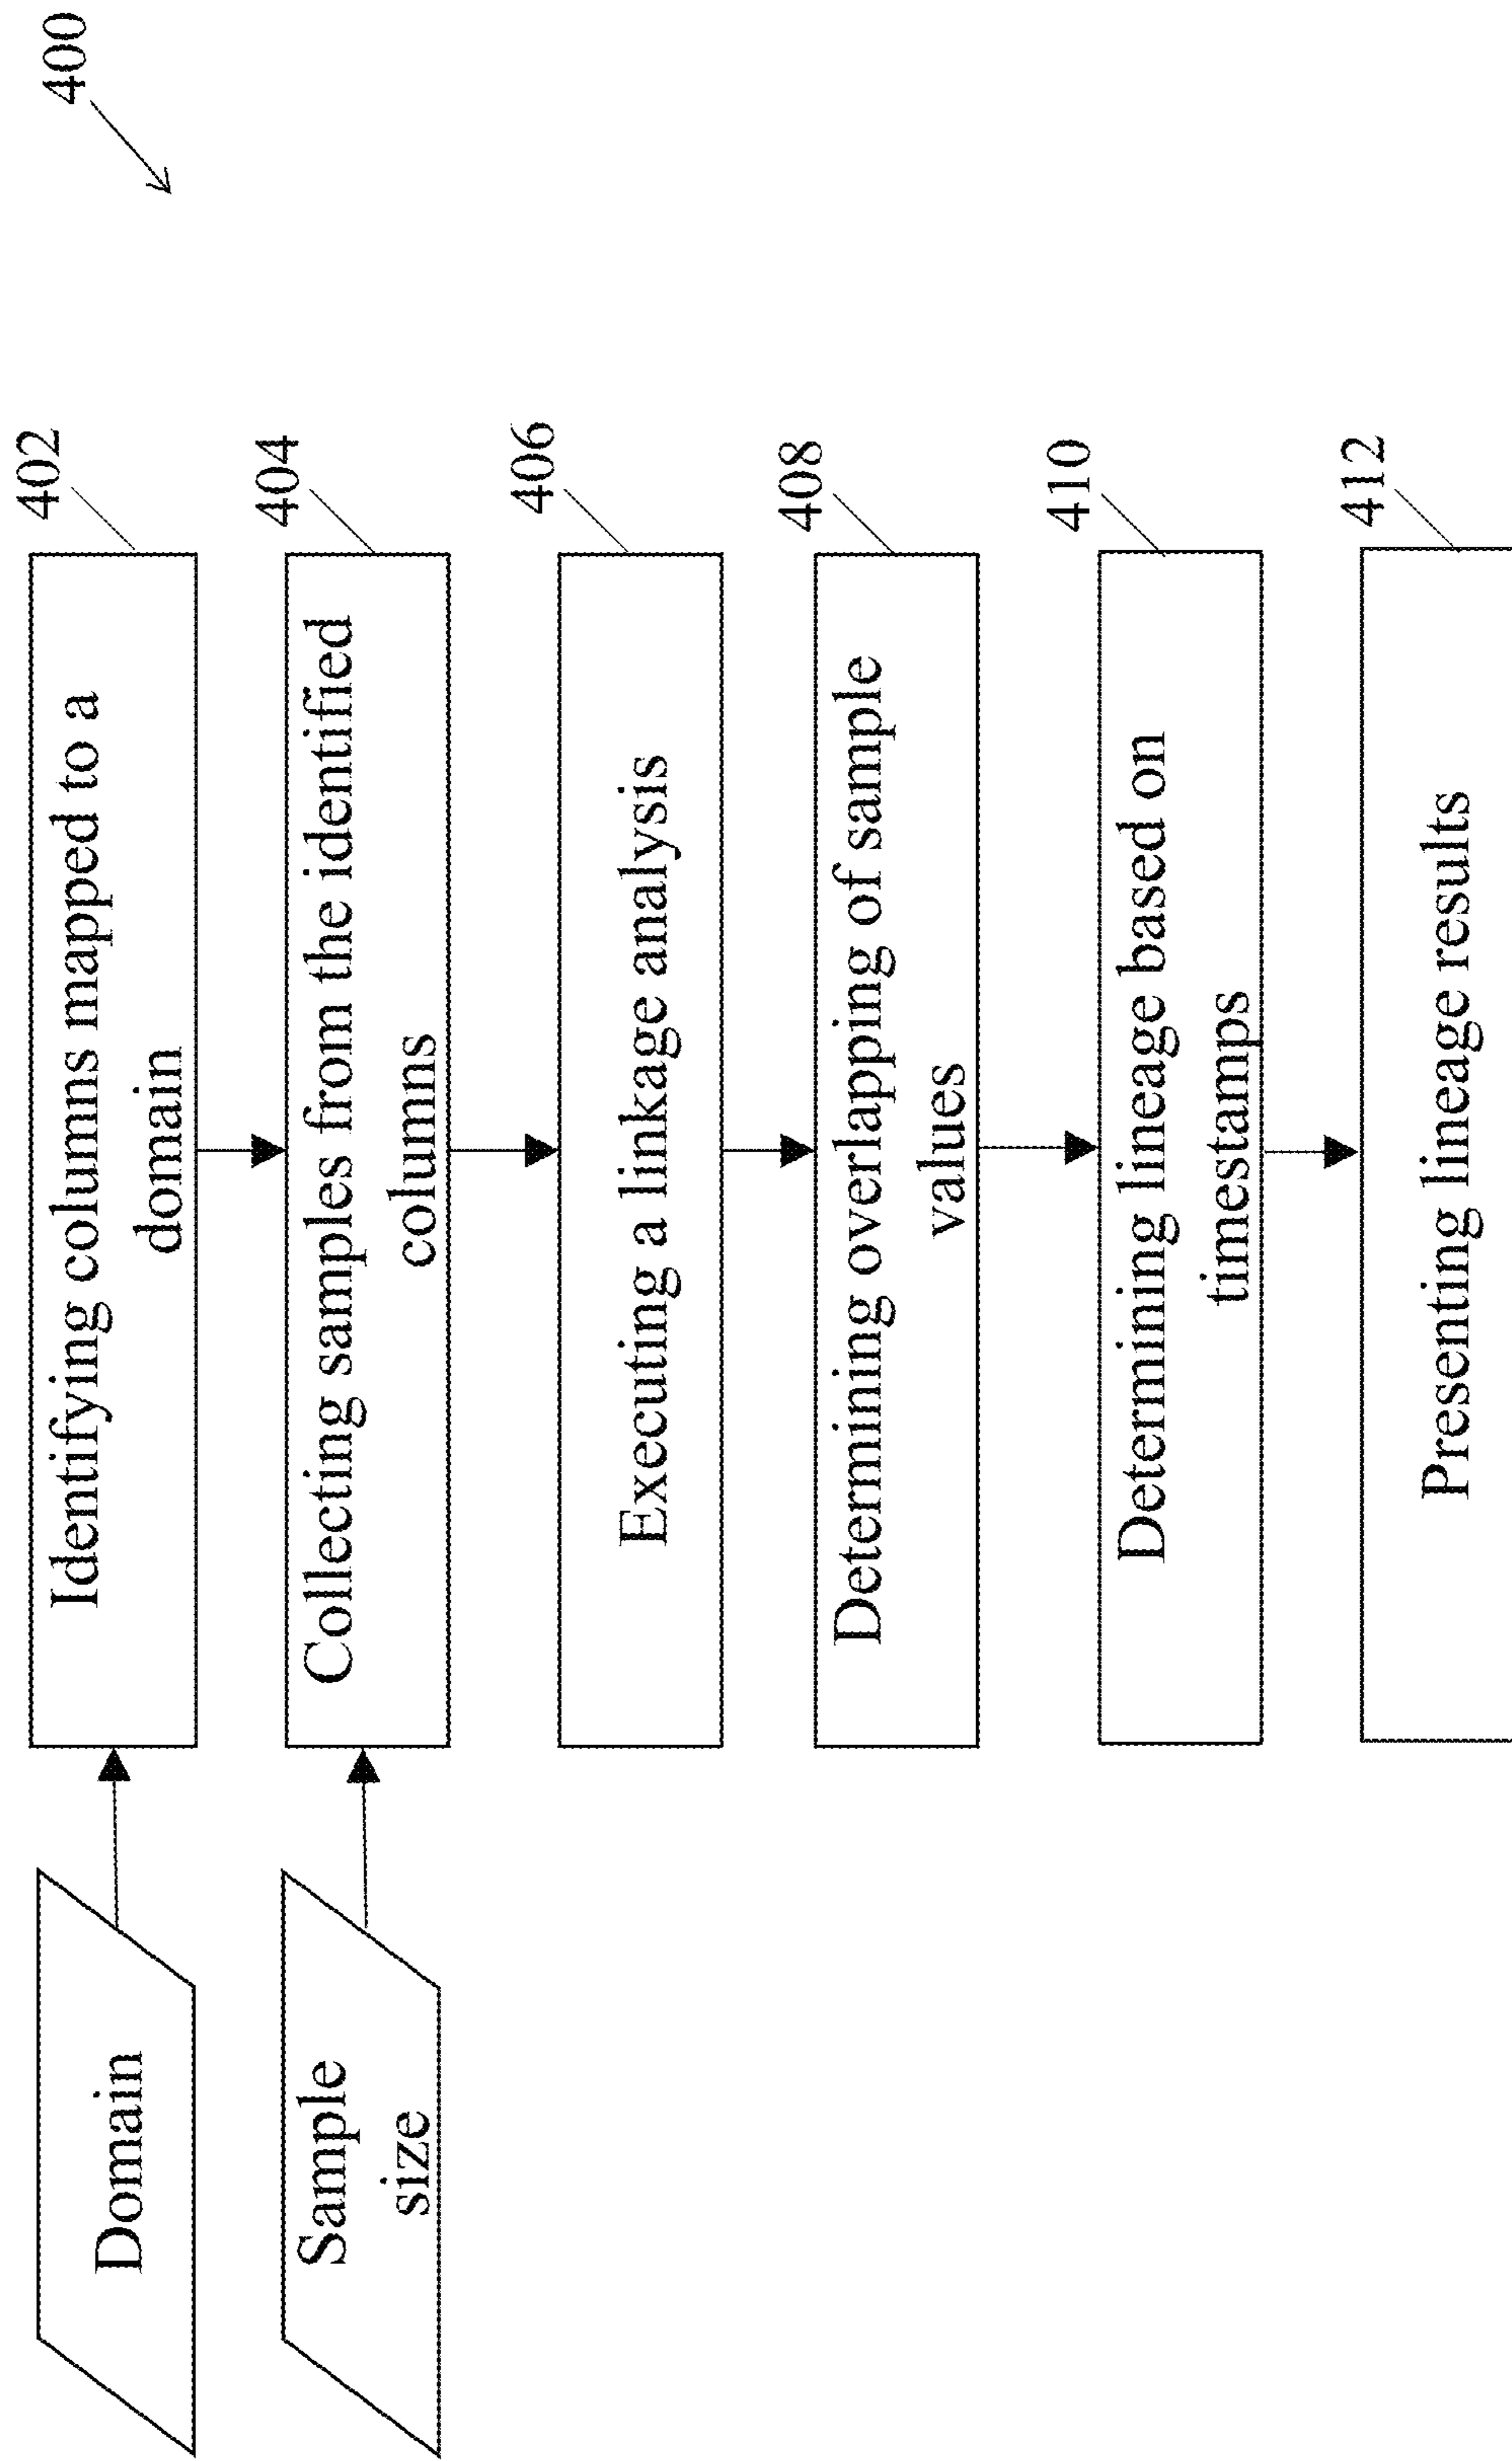 400
Domain
Identifying columns mapped to a
domain
402
Sample
size
Collecting samples from the identified
columns
404
Executing a linkage analysis
406
Determining overlapping of sample
values
408
Determining lineage based on
timestamps
410
Presenting lineage results
412